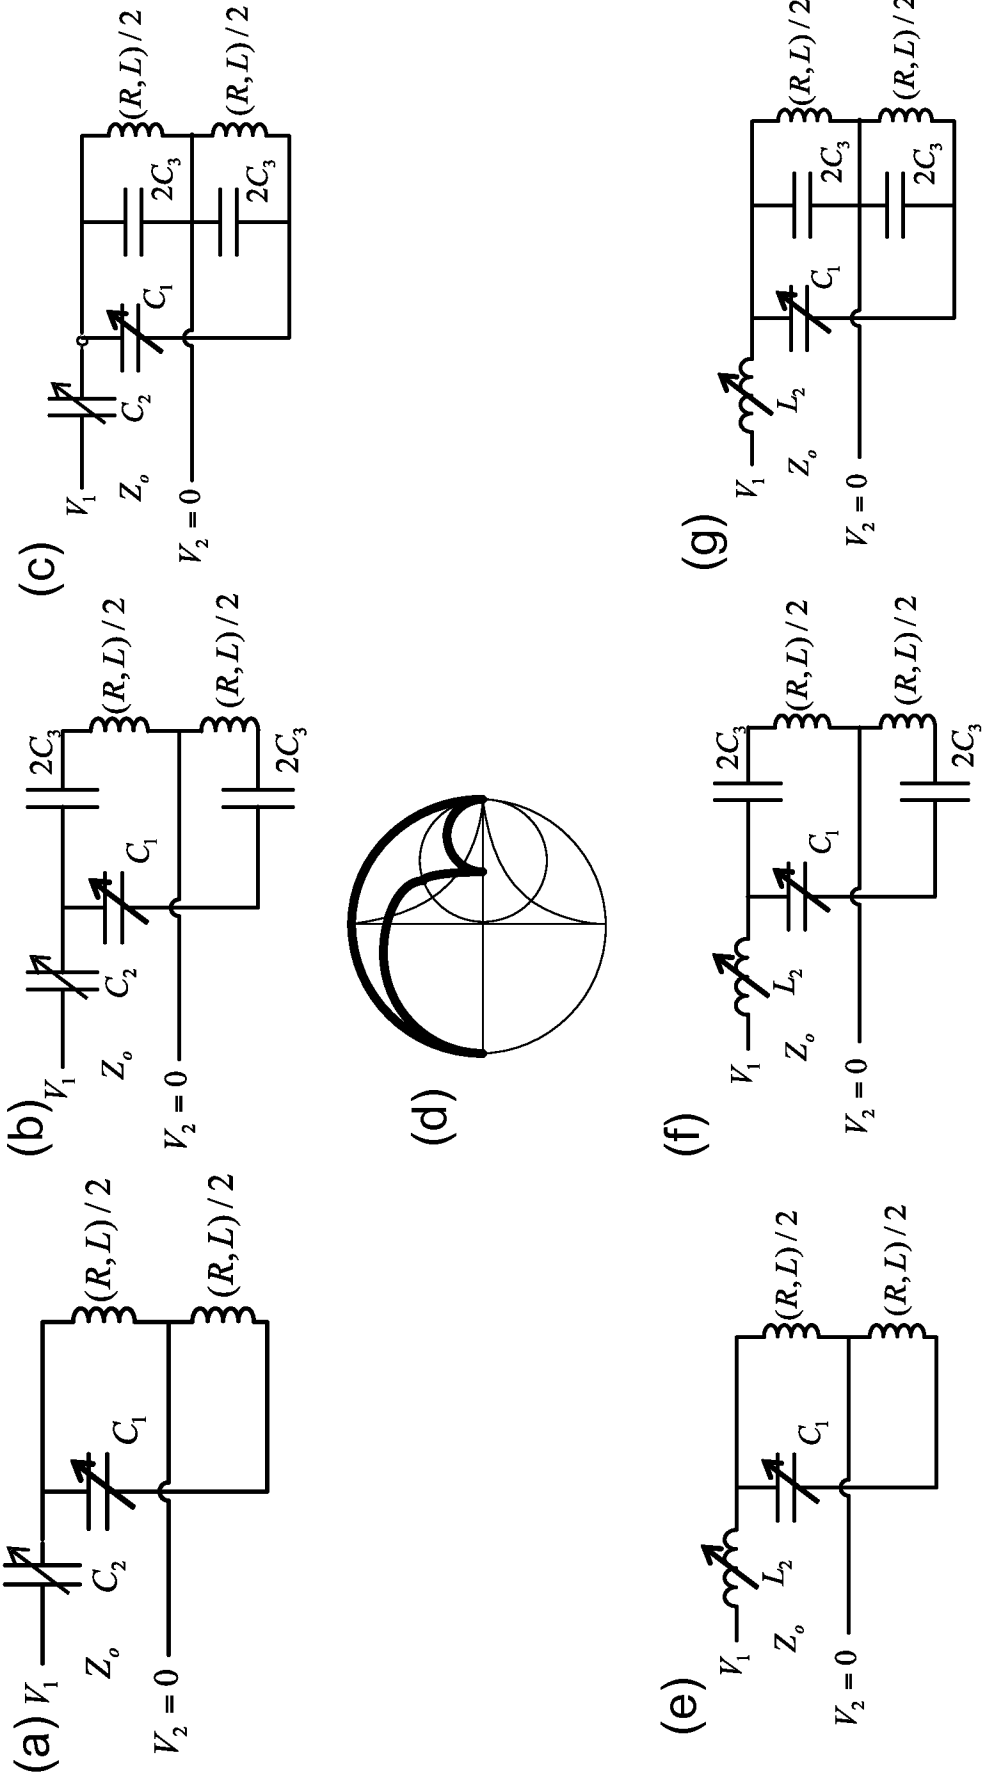 (a)
V₁
C₂
C₁
(R, L) / 2
Zₒ
V₂ = 0
(R, L) / 2
(b)
V₁
C₂
C₁
2C₃
(R, L) / 2
Zₒ
V₂ = 0
(R, L) / 2
2C₃
(c)
V₁
C₂
C₁
2C₃
(R, L) / 2
Zₒ
V₂ = 0
2C₃
(R, L) / 2
(d)
(e)
V₁
L₂
C₁
(R, L) / 2
Zₒ
V₂ = 0
(R, L) / 2
(f)
V₁
L₂
C₁
2C₃
(R, L) / 2
Zₒ
V₂ = 0
(R, L) / 2
2C₃
(g)
V₁
L₂
C₁
2C₃
(R, L) / 2
Zₒ
V₂ = 0
2C₃
(R, L) / 2